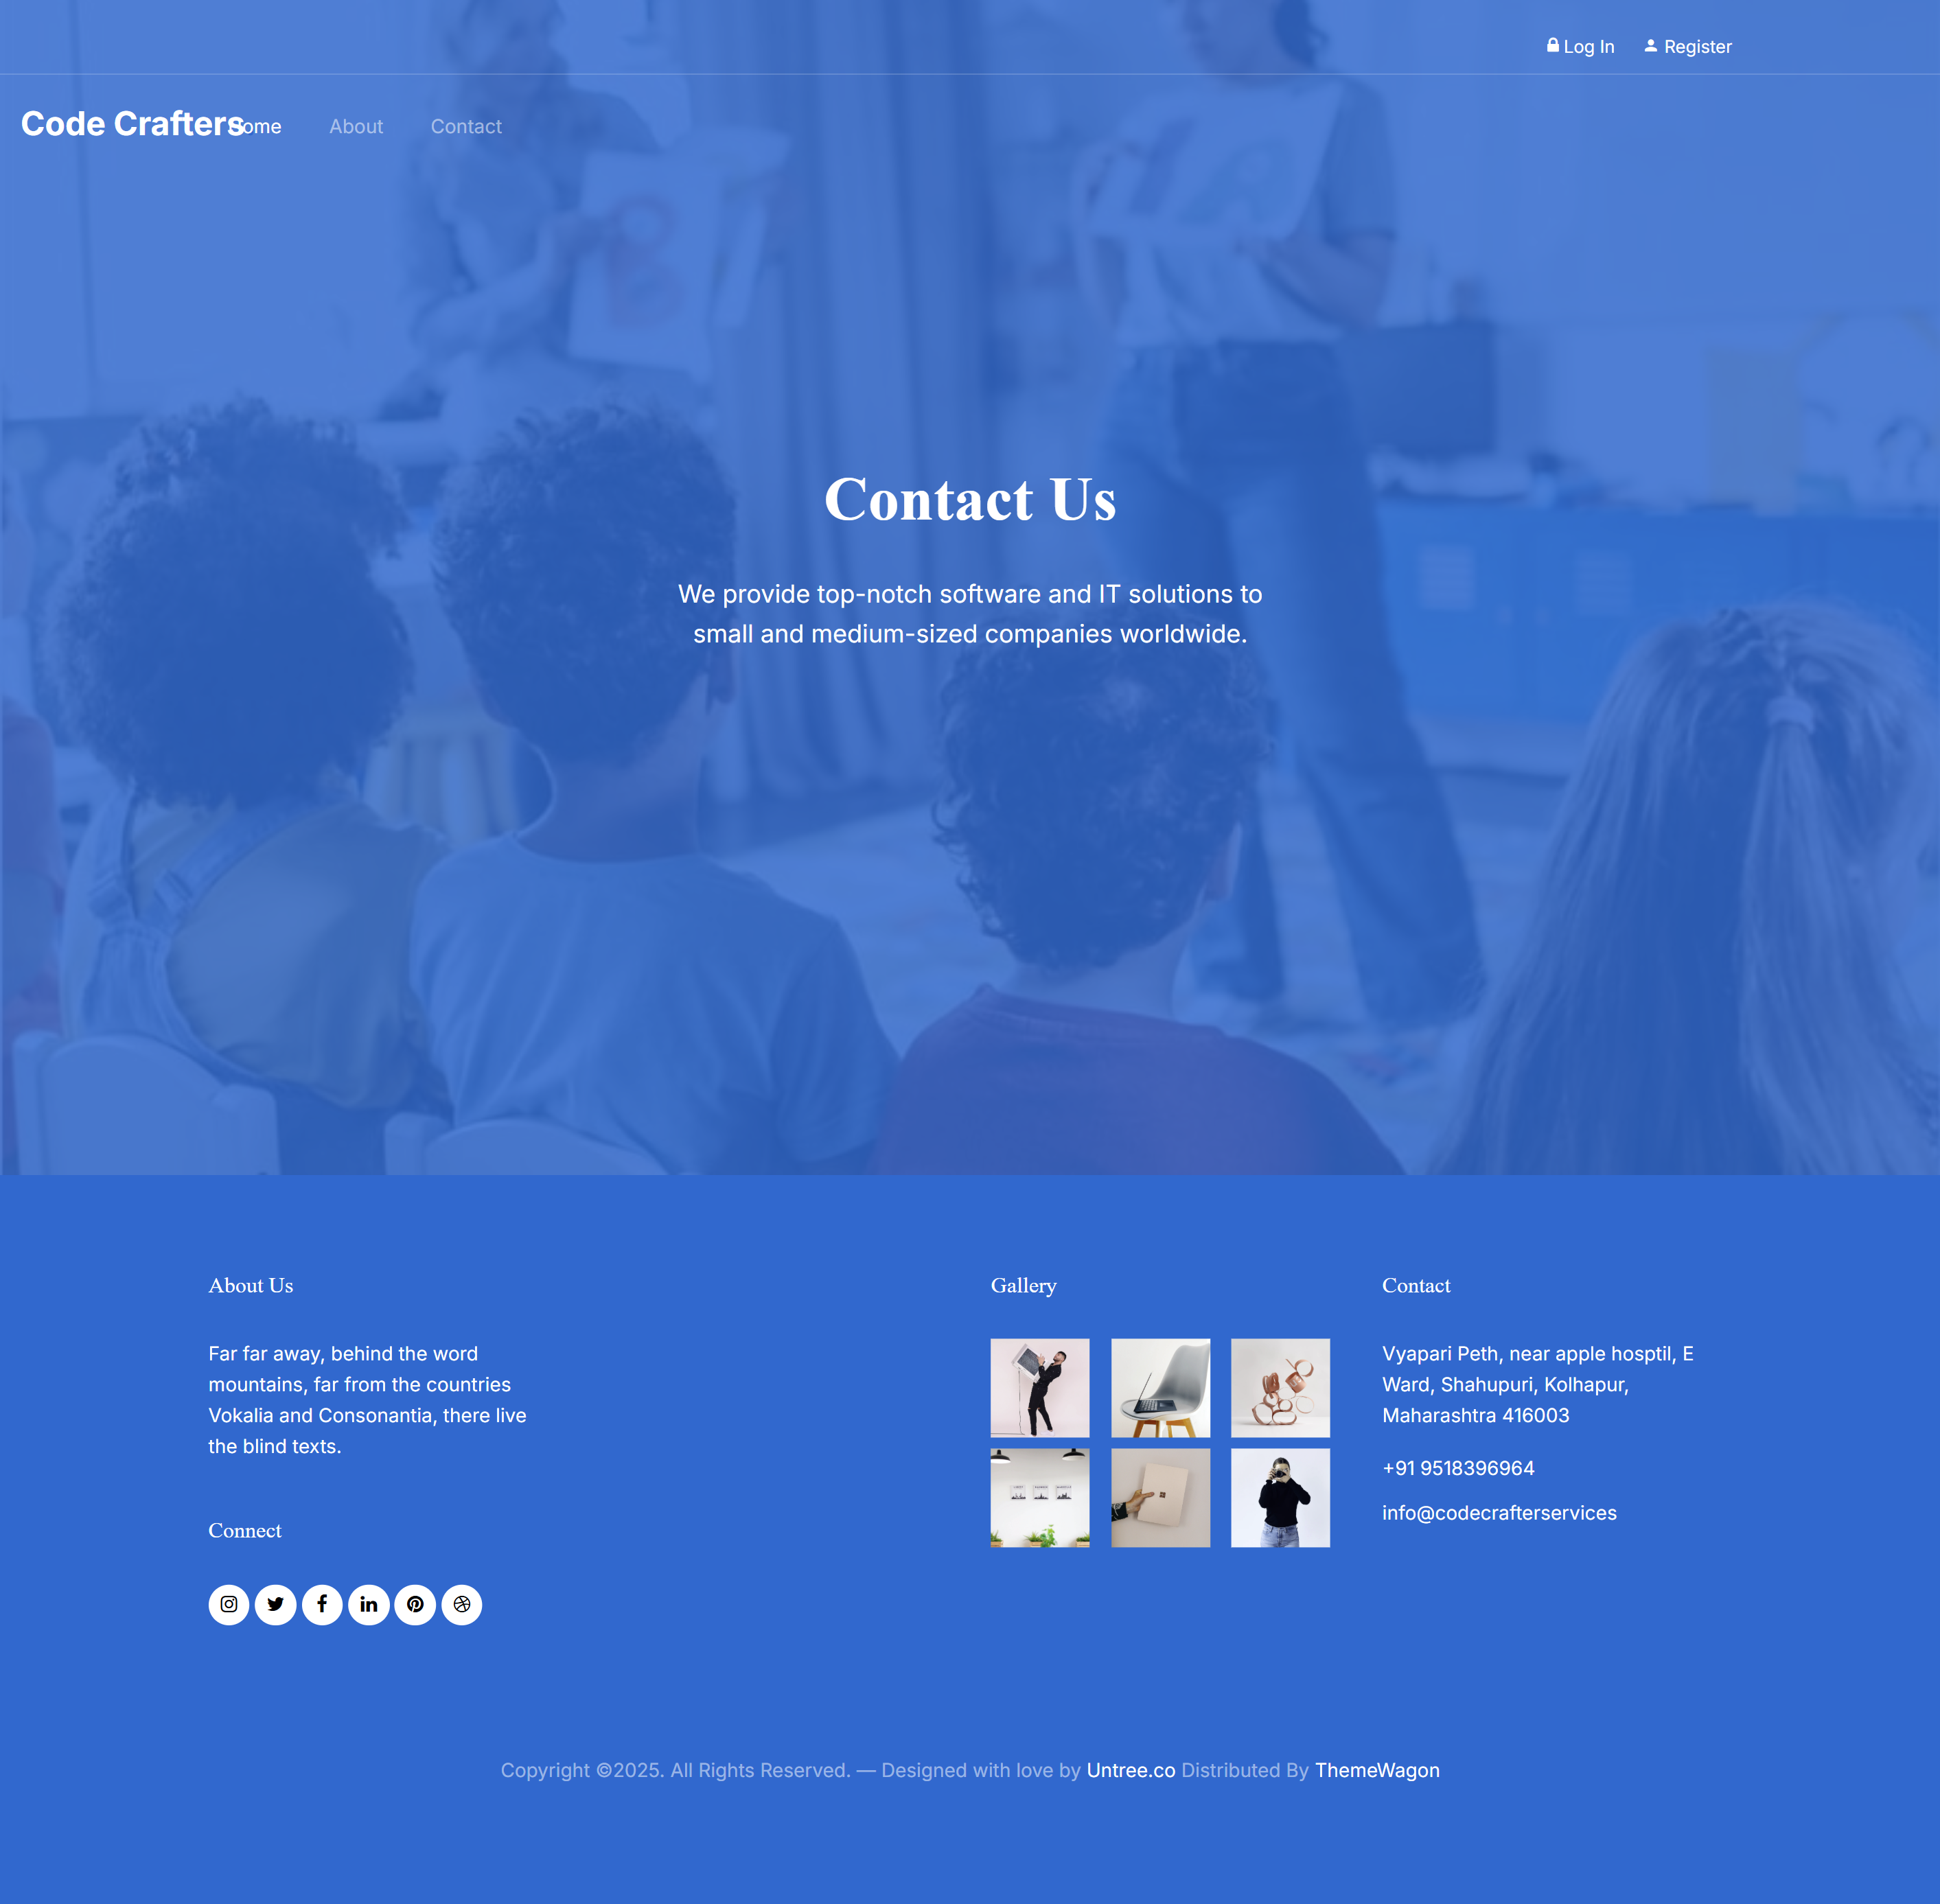 Log In
Register
Code Crafters
ome
About
Contact
Contact Us
We provide top-notch software and IT solutions to
small and medium-sized companies worldwide.
About Us
Far far away, behind the word
mountains, far from the countries
Vokalia and Consonantia, there live
the blind texts.
Connect
Gallery
Contact
Vyapari Peth, near apple hosptil, E
Ward, Shahupuri, Kolhapur,
Maharashtra 416003
+91 9518396964
info@codecrafterservices
Copyright ©2025. All Rights Reserved. — Designed with love by Untree.co Distributed By ThemeWagon